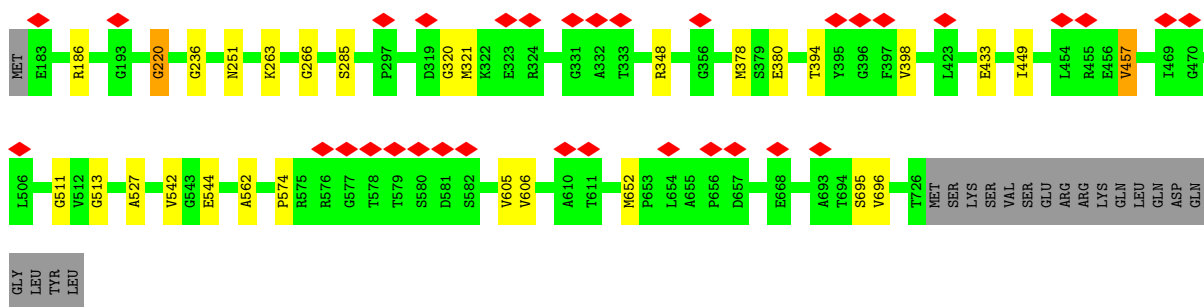 MET E183 R186 G193 G220 G236 N251 K263 G266 S285 P297 D319 G320 M321 K322 E323 R324 G331 A332 T333 R348 G356 M378 S379 E380 T394 Y395 G396 F397 V398 L423 E433 I449 L454 R455 E456 V457 I469 G470
L506 G511 V512 G513 A527 V542 G543 E544 A562 P574 R575 R576 G577 T578 T579 S580 D581 S582 V605 V606 A610 T611 M652 P653 L654 A655 P656 D657 E668 A693 T694 S695 V696 T726 MET SER LYS SER VAL SER GLU ARG ARG LYS GLN LEU GLN ASP GLN
GLY LEU TYR LEU